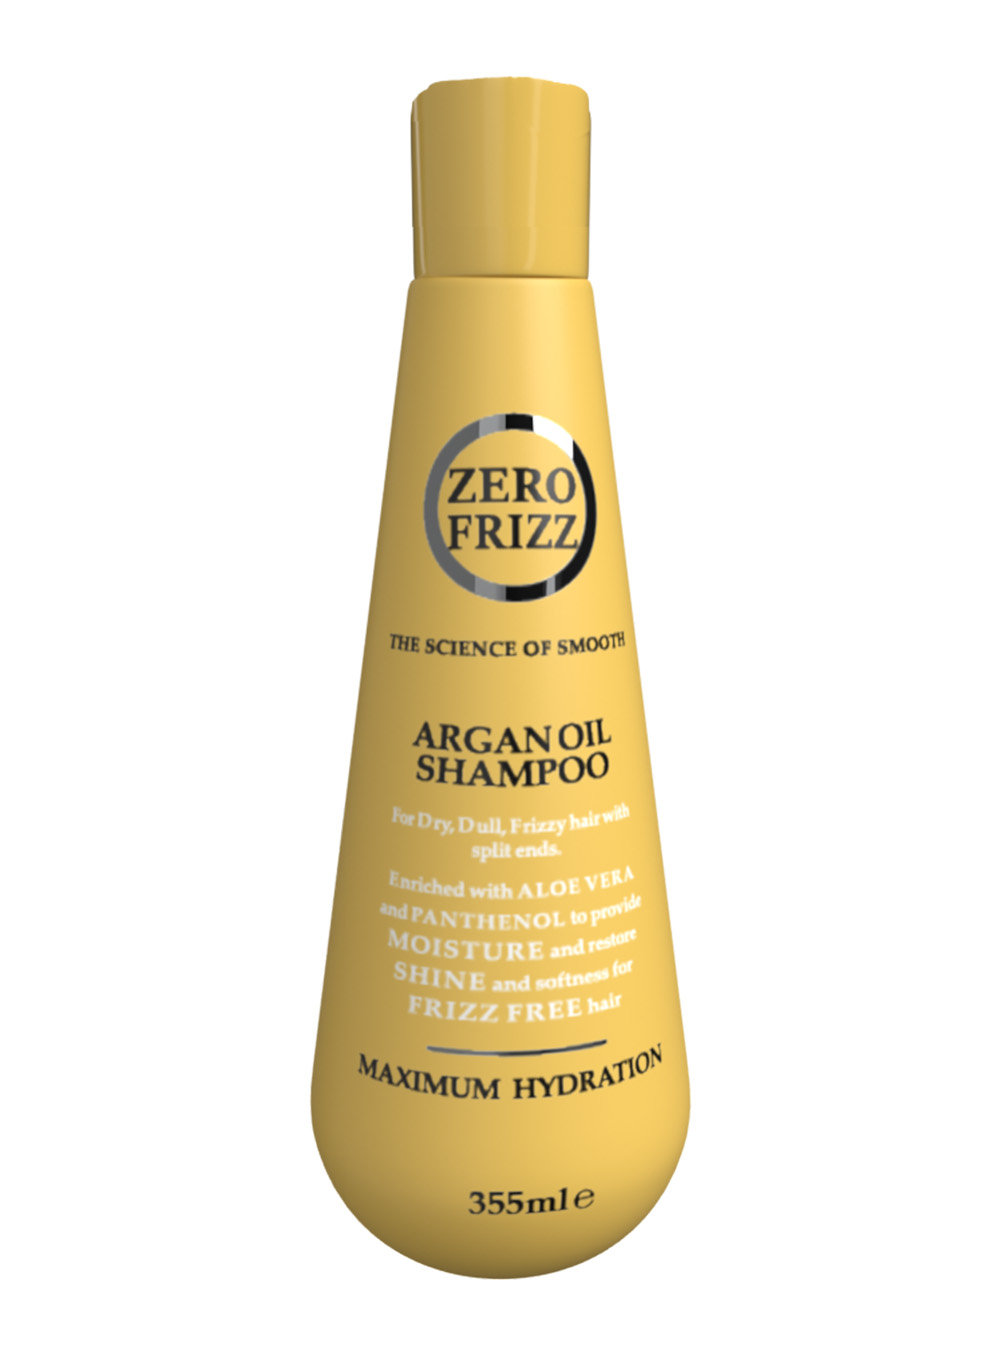 ZERO
FRIZZ
THE SCIENCE OF SMOOTH
ARGAN OIL
SHAMPOO
For Dry, Dull, Frizzy hair with
split ends.
Enriched with ALOE VERA
and PANTHENOL to provide
MOISTURE and restore
SHINE and softness for
FRIZZ FREE hair
MAXIMUM HYDRATION
355ml ℮